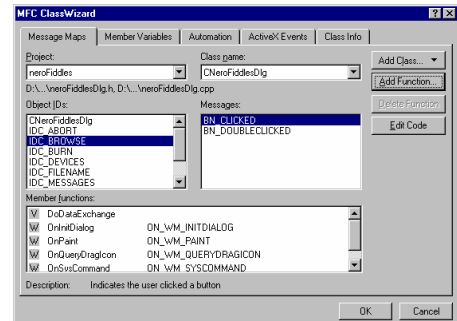 MFC ClassWizard
Message Maps Member Variables Automation ActiveX Events Class Info
Project: Class name:
neroFiddles CNeroFiddlesDlg
Add Class...
Add Function...
D:\...\neroFiddlesDlg.h, D:\...\neroFiddlesDlg.cpp
Delete Function
Object IDs: Messages:
Edit Code
CNeroFiddlesDlg BN_CLICKED
IDC_ABORT BN_DOUBLECLICKED
IDC_BROWSE
IDC_BURN
IDC_DEVICES
IDC_FILENAME
IDC_MESSAGES
Member functions:
V DoDataExchange
W OnInitDialog ON_WM_INITDIALOG
W OnPaint ON_WM_PAINT
W OnQueryDragIcon ON_WM_QUERYDRAGICON
W OnSysCommand ON_WM_SYSCOMMAND
Description: Indicates the user clicked a button
OK Cancel